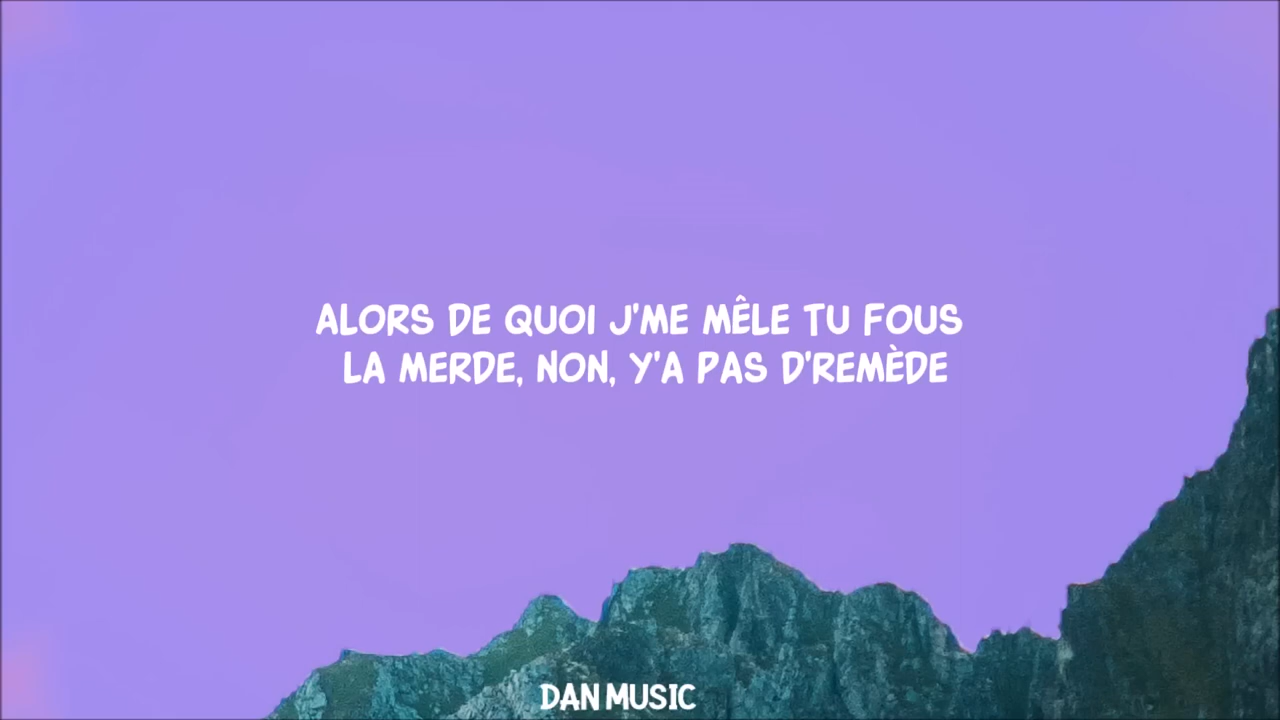 ALORS DE QUOI J'ME MÊLE TU FOUS
LA MERDE, NON, Y'A PAS D'REMÈDE
DAN MUSIC